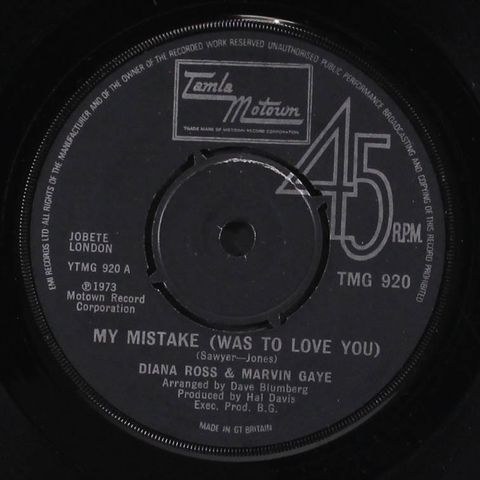 EMI RECORDS LTD ALL RIGHTS OF THE MANUFACTURER AND OF THE OWNER OF THE RECORDED WORK RESERVED UNAUTHORISED PUBLIC PERFORMANCE BROADCASTING AND COPYING OF THIS RECORD PROHIBITED
Tamla
Motown
TRADE MARK OF MOTOWN RECORD CORPORATION
45
R.P.M.
JOBETE
LONDON
YTMG 920 A
℗ 1973
Motown Record
Corporation
TMG 920
MY MISTAKE (WAS TO LOVE YOU)
(Sawyer—Jones)
DIANA ROSS & MARVIN GAYE
Arranged by Dave Blumberg
Produced by Hal Davis
Exec. Prod. B.G.
MADE IN GT BRITAIN